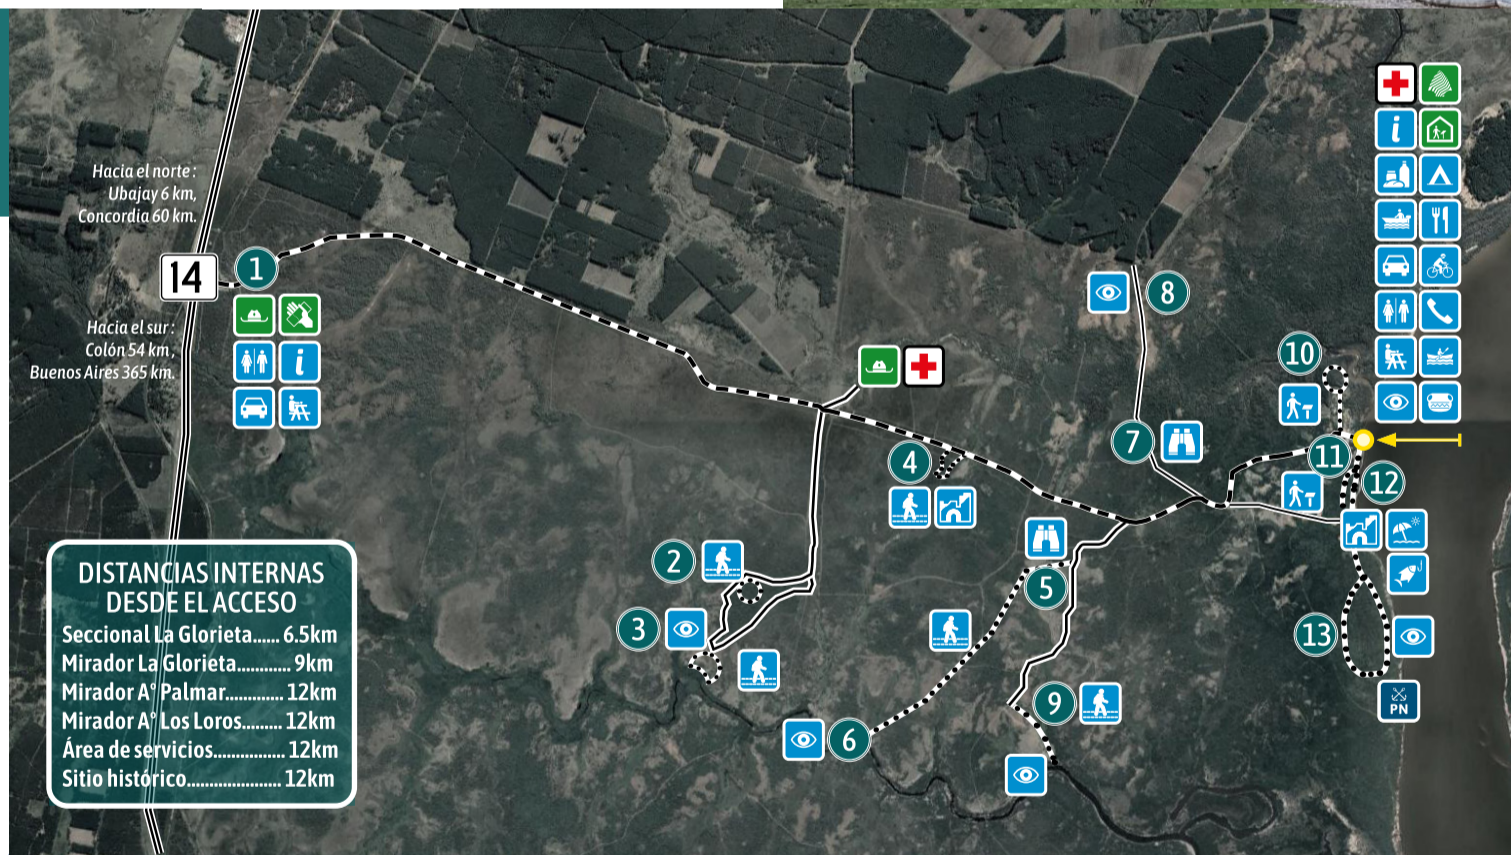 Hacia el norte :
Ubajay 6 km,
Concordia 60 km.
14
1
Hacia el sur :
Colón 54 km ,
Buenos Aires 365 km.
i
2
3
4
5
6
7
8
9
10
11
12
13
i
PN
DISTANCIAS INTERNAS
DESDE EL ACCESO
Seccional La Glorieta...... 6.5km
Mirador La Glorieta........... 9km
Mirador A° Palmar............. 12km
Mirador A° Los Loros......... 12km
Área de servicios................ 12km
Sitio histórico..................... 12km